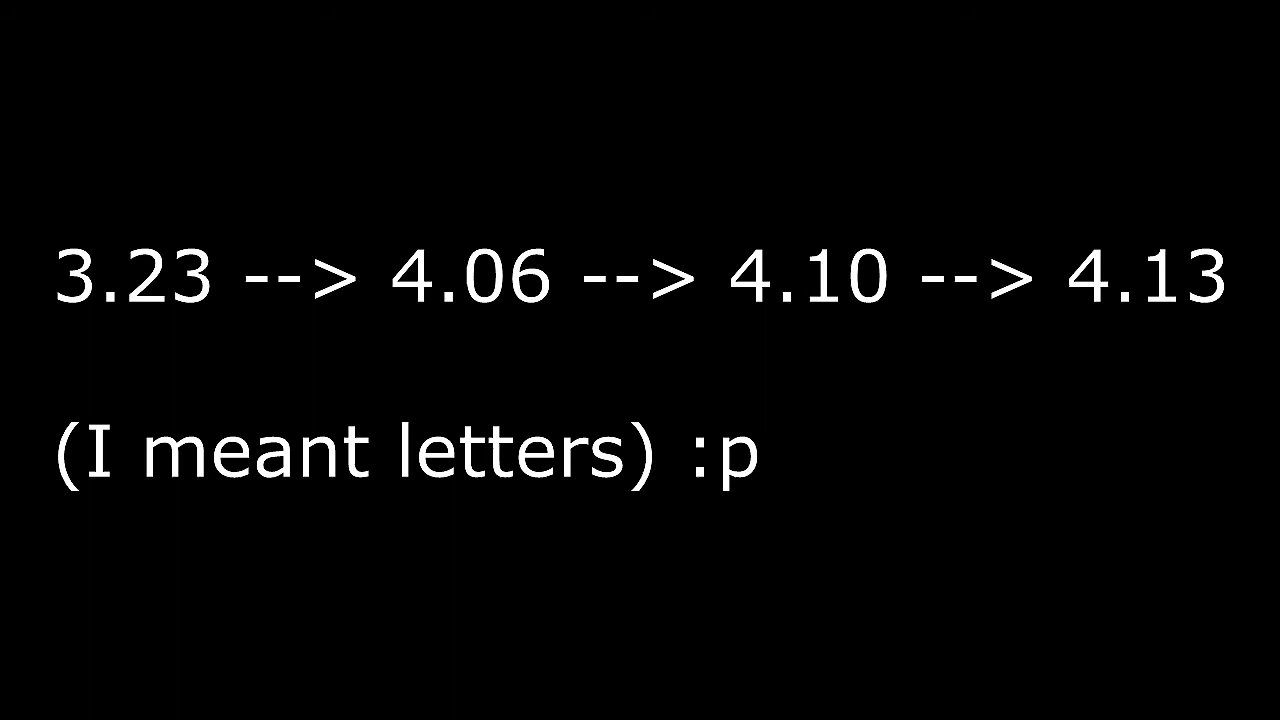 3.23 --> 4.06 --> 4.10 --> 4.13
(I meant letters) :p